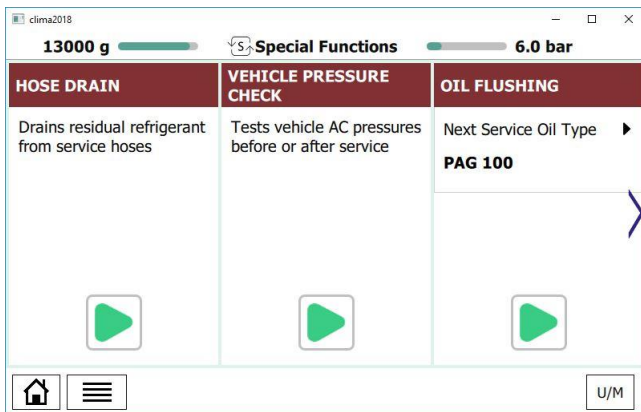 clima2018
13000 g
S
Special Functions
6.0 bar
HOSE DRAIN
Drains residual refrigerant
from service hoses
VEHICLE PRESSURE
CHECK
Tests vehicle AC pressures
before or after service
OIL FLUSHING
Next Service Oil Type
PAG 100
U/M